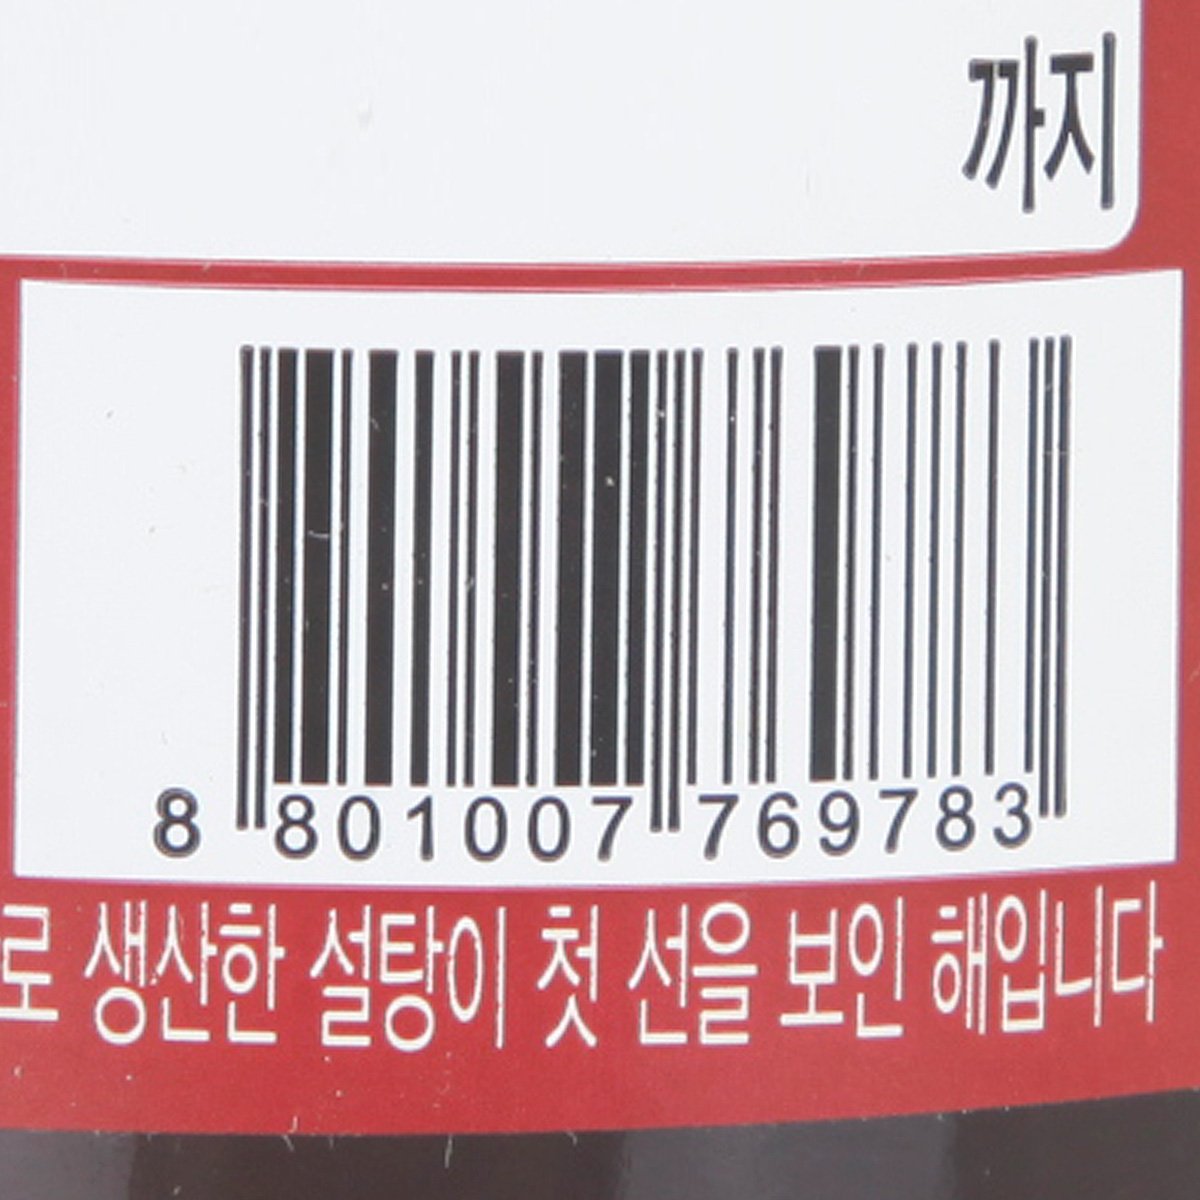 까지
8 801007 769783
로 생산한 설탕이 첫 선을 보인 해입니다